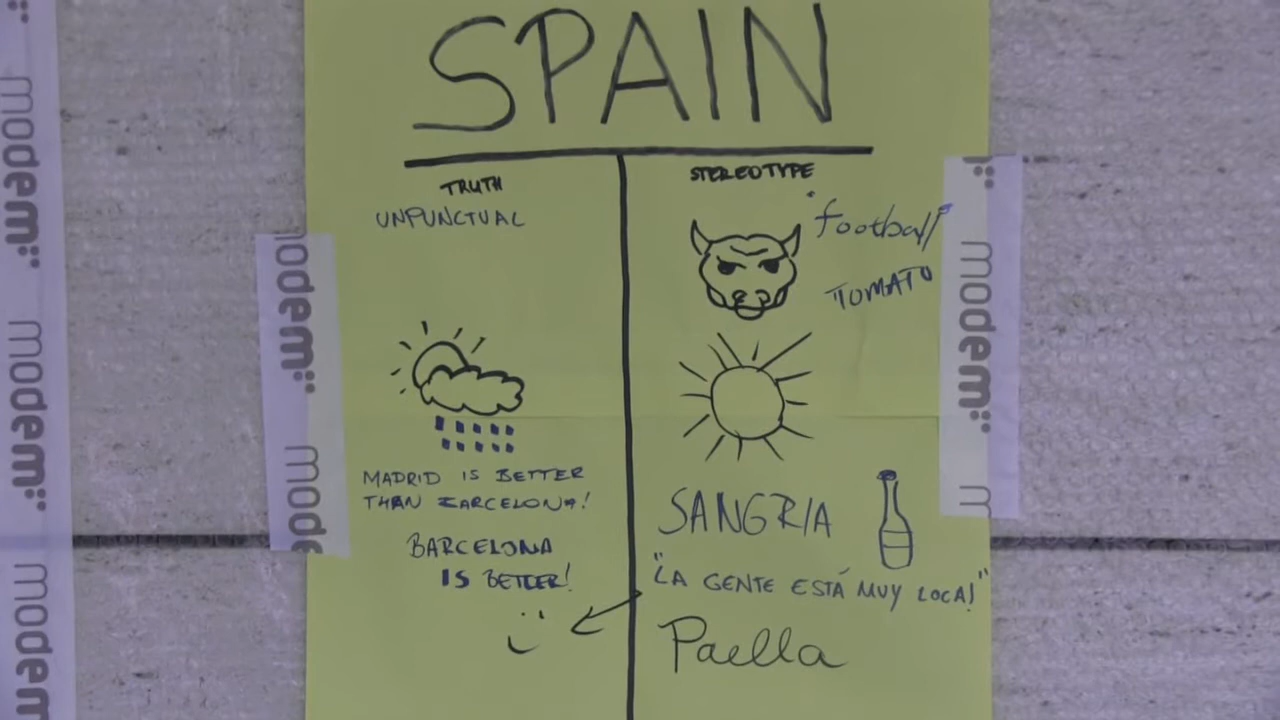 SPAIN
TRUTH
UNPUNCTUAL
MADRID IS BETTER
THAN BARCELONA!
BARCELONA
IS BETTER!
STEREOTYPE
"football"
TOMATO
SANGRIA
"LA GENTE ESTÁ MUY LOCA!"
Paella
modem
modem
modem
modem
modem
modem